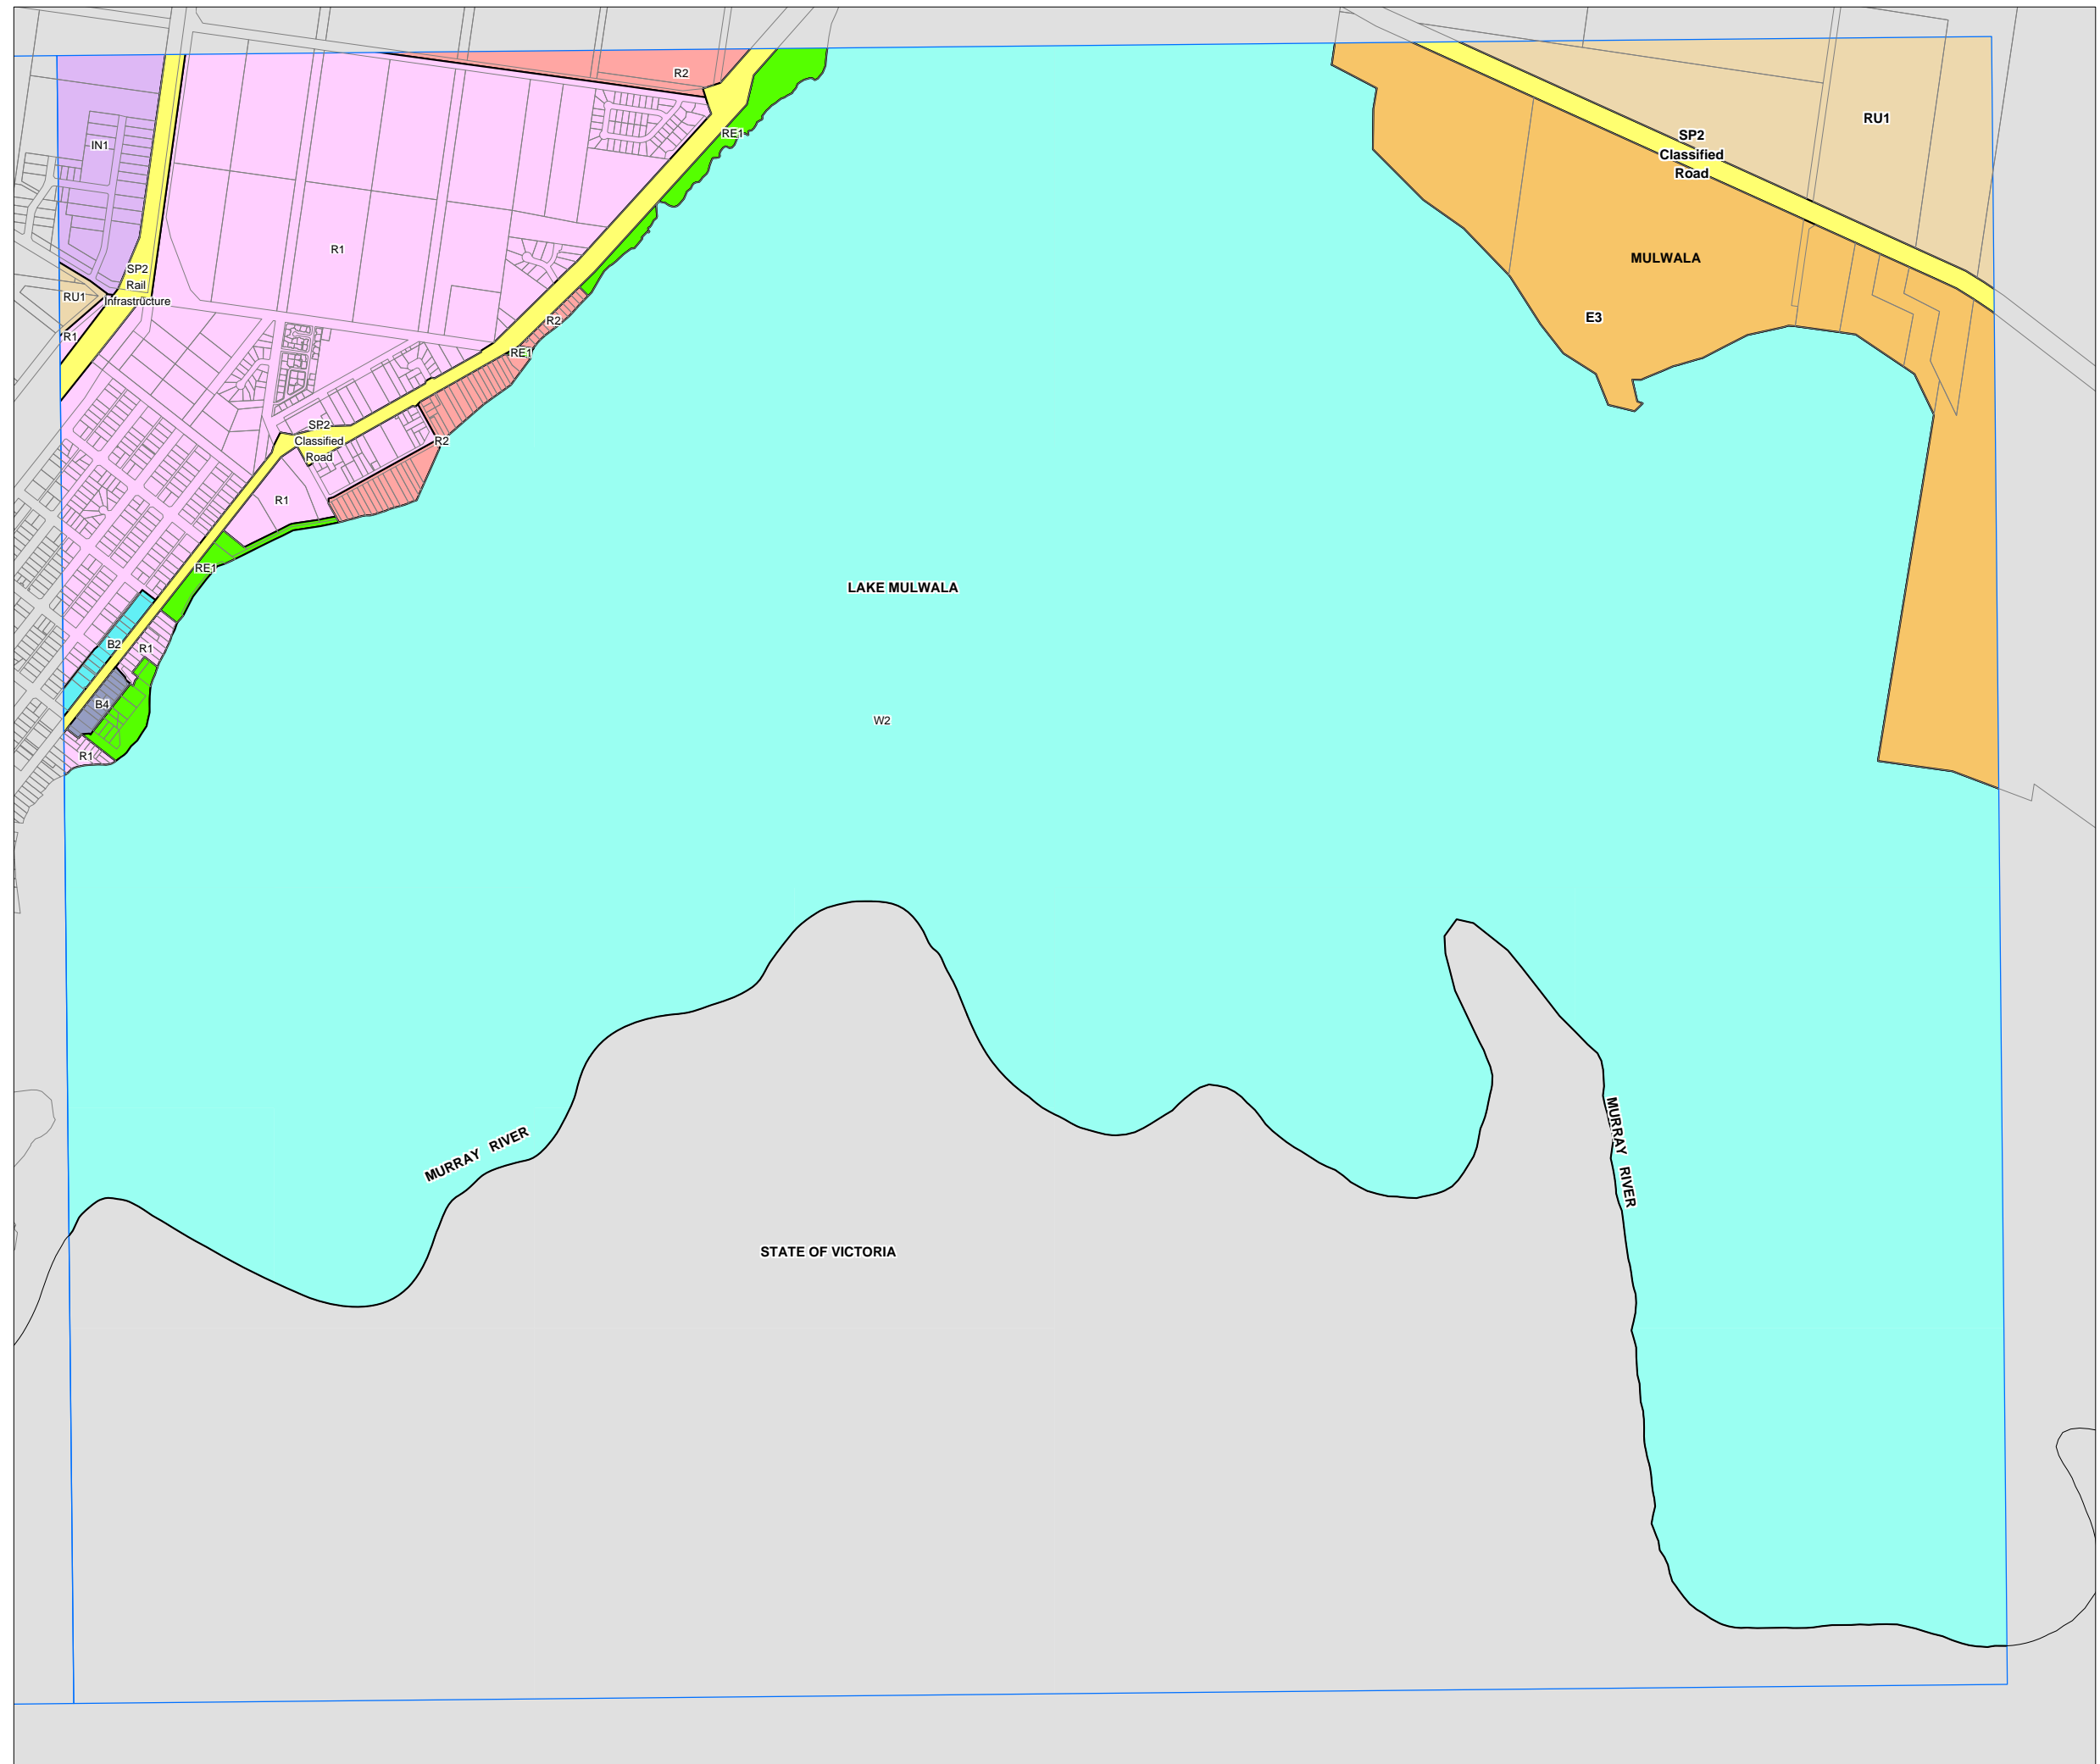 R2
RU1
SP2
Classified
Road
RE1
IN1
R1
MULWALA
SP2
Rail
Infrastructure
RU1
E3
R2
R1
RE1
SP2
Classified
Road
R2
R1
RE1
LAKE MULWALA
B2
R1
B4
W2
R1
MURRAY RIVER
MURRAY RIVER
STATE OF VICTORIA